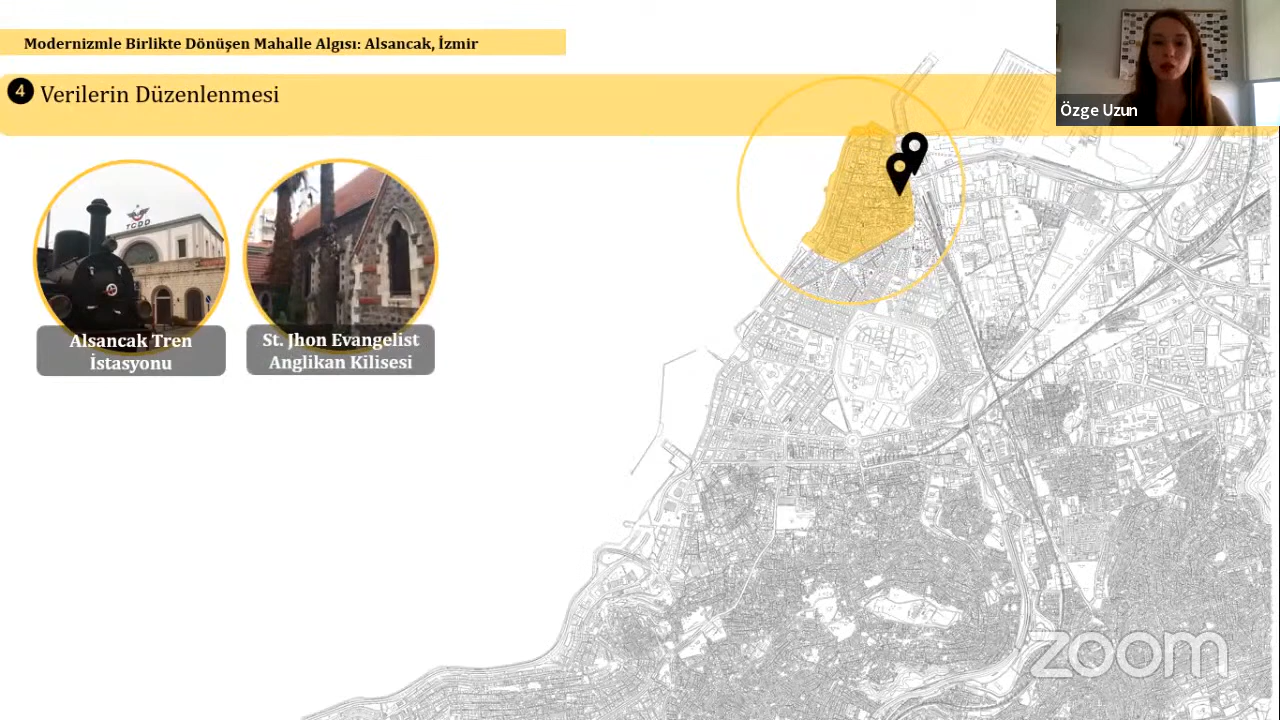 Modernizmle Birlikte Dönüşen Mahalle Algısı: Alsancak, İzmir
4 Verilerin Düzenlenmesi
Özge Uzun
TCDD
Alsancak Tren
İstasyonu
St. Jhon Evangelist
Anglikan Kilisesi
zoom